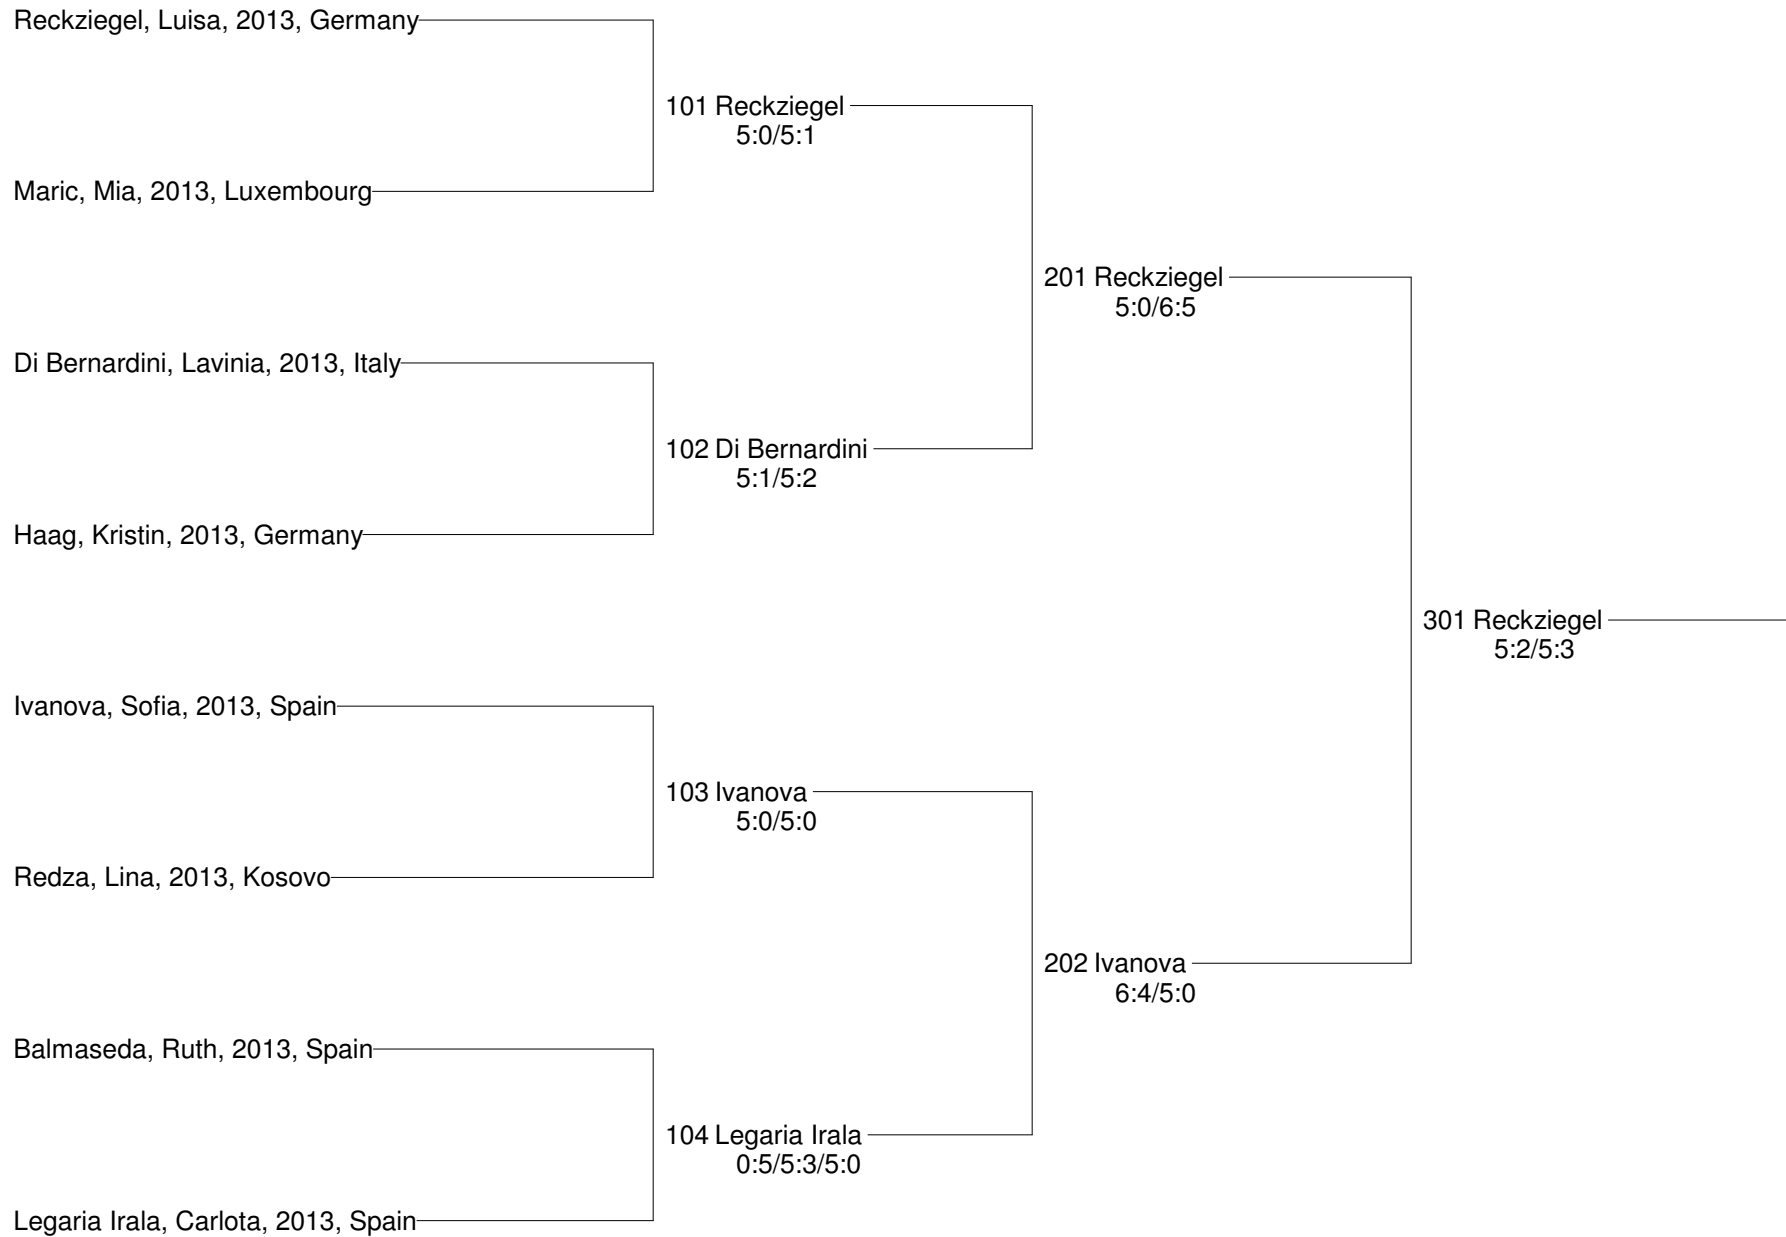 Reckziegel, Luisa, 2013, Germany
101 Reckziegel
5:0/5:1
Maric, Mia, 2013, Luxembourg
201 Reckziegel
5:0/6:5
Di Bernardini, Lavinia, 2013, Italy
102 Di Bernardini
5:1/5:2
Haag, Kristin, 2013, Germany
301 Reckziegel
5:2/5:3
Ivanova, Sofia, 2013, Spain
103 Ivanova
5:0/5:0
Redza, Lina, 2013, Kosovo
202 Ivanova
6:4/5:0
Balmaseda, Ruth, 2013, Spain
104 Legaria Irala
0:5/5:3/5:0
Legaria Irala, Carlota, 2013, Spain